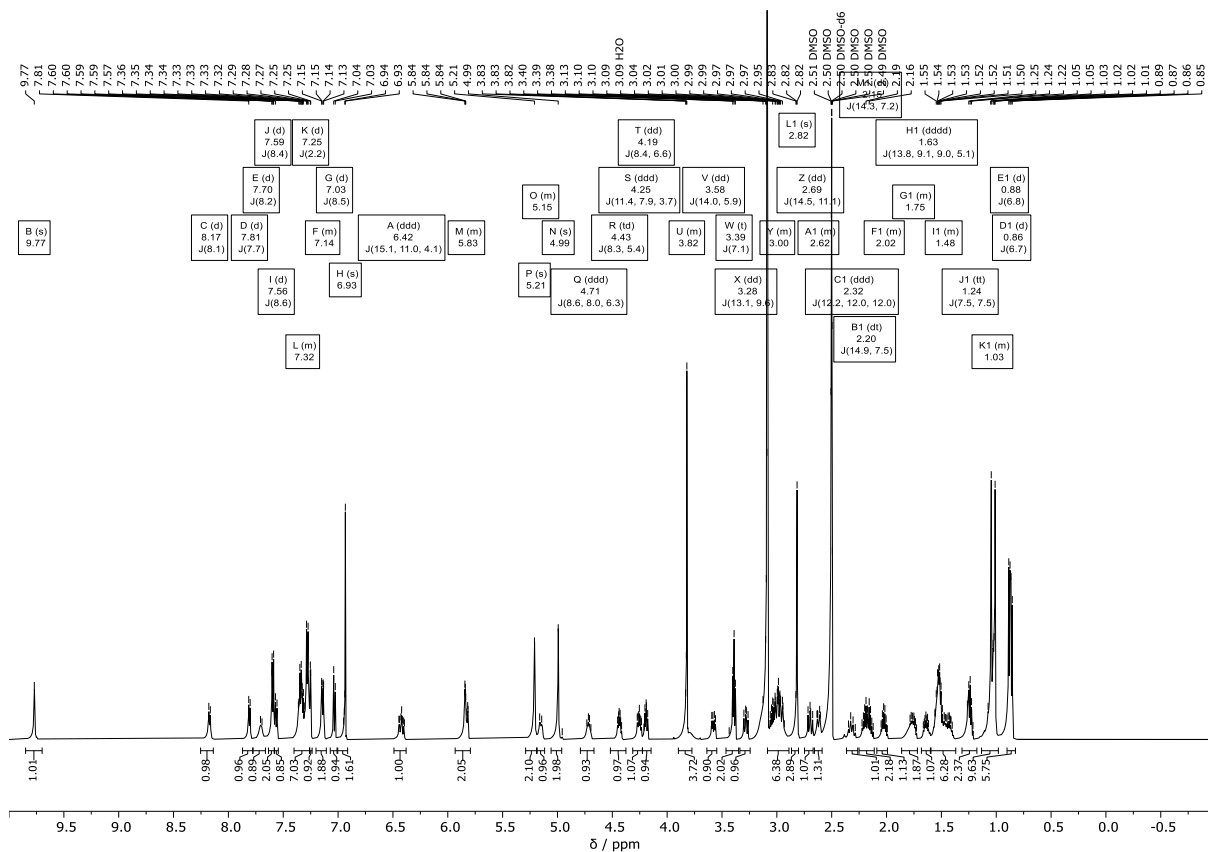 9.77
7.81
7.60
7.60
7.59
7.59
7.57
7.36
7.35
7.34
7.34
7.33
7.33
7.33
7.32
7.29
7.28
7.27
7.25
7.25
7.15
7.15
7.14
7.13
7.04
7.03
6.94
6.93
5.84
5.84
5.84
5.21
4.99
3.83
3.83
3.82
3.40
3.39
3.38
3.13
3.10
3.10
3.09
3.09 H2O
3.04
3.02
3.01
3.00
2.99
2.99
2.97
2.97
2.97
2.95
2.83
2.82
2.82
2.51 DMSO
2.50 DMSO
2.50 DMSO-d6
2.50 DMSO
2.50 DMSO
2.49 DMSO
2.19
2.16
1.55
1.54
1.53
1.53
1.52
1.52
1.51
1.50
1.25
1.24
1.22
1.05
1.05
1.03
1.02
1.02
1.01
0.89
0.87
0.86
0.85
J(14.3, 7.2)
J (d)
7.59
J(8.4)
K (d)
7.25
J(2.2)
T (dd)
4.19
J(8.4, 6.6)
L1 (s)
2.82
H1 (dddd)
1.63
J(13.8, 9.1, 9.0, 5.1)
E (d)
7.70
J(8.2)
G (d)
7.03
J(8.5)
S (ddd)
4.25
J(11.4, 7.9, 3.7)
V (dd)
3.58
J(14.0, 5.9)
Z (dd)
2.69
J(14.5, 11.1)
G1 (m)
1.75
E1 (d)
0.88
J(6.8)
B (s)
9.77
C (d)
8.17
J(8.1)
D (d)
7.81
J(7.7)
F (m)
7.14
A (ddd)
6.42
J(15.1, 11.0, 4.1)
M (m)
5.83
O (m)
5.15
N (s)
4.99
R (td)
4.43
J(8.3, 5.4)
U (m)
3.82
W (t)
3.39
J(7.1)
Y (m)
3.00
A1 (m)
2.62
F1 (m)
2.02
I1 (m)
1.48
D1 (d)
0.86
J(6.7)
I (d)
7.56
J(8.6)
H (s)
6.93
P (s)
5.21
Q (ddd)
4.71
J(8.6, 8.0, 6.3)
X (dd)
3.28
J(13.1, 9.6)
C1 (ddd)
2.32
J(12.2, 12.0, 12.0)
J1 (tt)
1.24
J(7.5, 7.5)
L (m)
7.32
B1 (dt)
2.20
J(14.9, 7.5)
K1 (m)
1.03
1.01
0.98
0.96
0.89
2.05
0.85
7.03
0.92
1.88
0.94
1.61
1.00
2.05
2.10
0.96
1.98
0.93
0.97
1.07
0.94
3.72
0.90
2.02
0.96
6.38
2.89
1.07
1.31
1.01
2.18
1.13
1.87
1.07
6.28
2.37
9.63
5.75
9.5 9.0 8.5 8.0 7.5 7.0 6.5 6.0 5.5 5.0 4.5 4.0 3.5 3.0 2.5 2.0 1.5 1.0 0.5 0.0 -0.5
δ / ppm